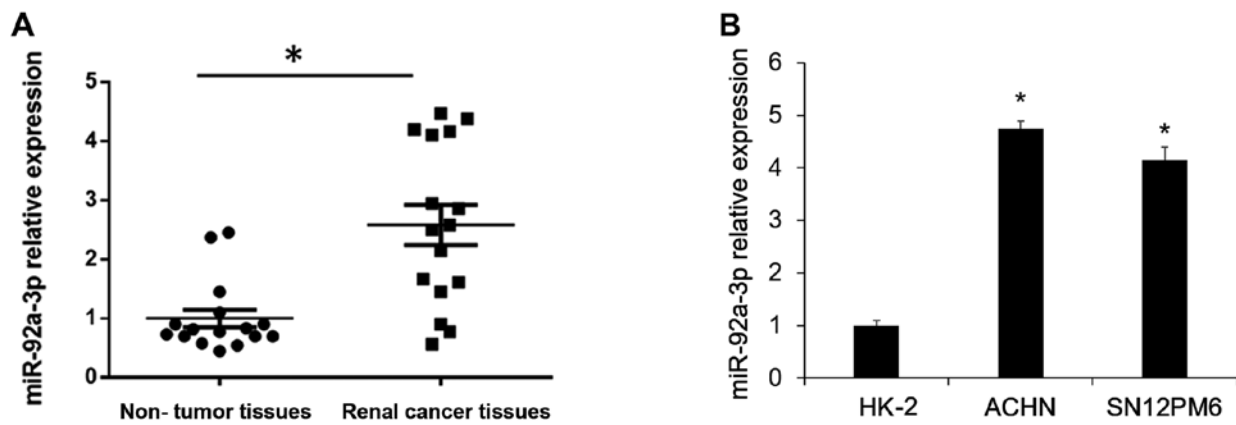 A
miR-92a-3p relative expression
5
4
3
2
1
0
*
Non- tumor tissues
Renal cancer tissues
B
miR-92a-3p relative expression
6
5
4
3
2
1
0
*
*
HK-2
ACHN
SN12PM6